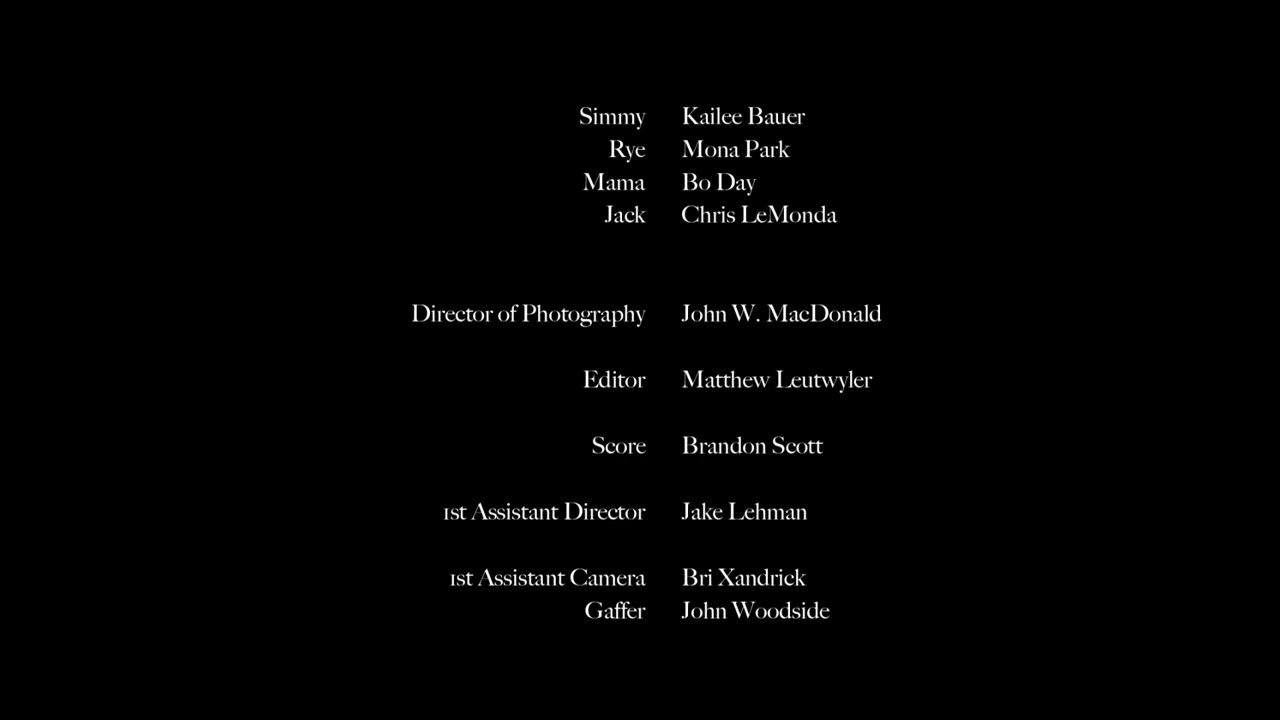 Simmy Kailee Bauer
Rye Mona Park
Mama Bo Day
Jack Chris LeMonda
Director of Photography John W. MacDonald
Editor Matthew Leutwyler
Score Brandon Scott
1st Assistant Director Jake Lehman
1st Assistant Camera Bri Xandrick
Gaffer John Woodside